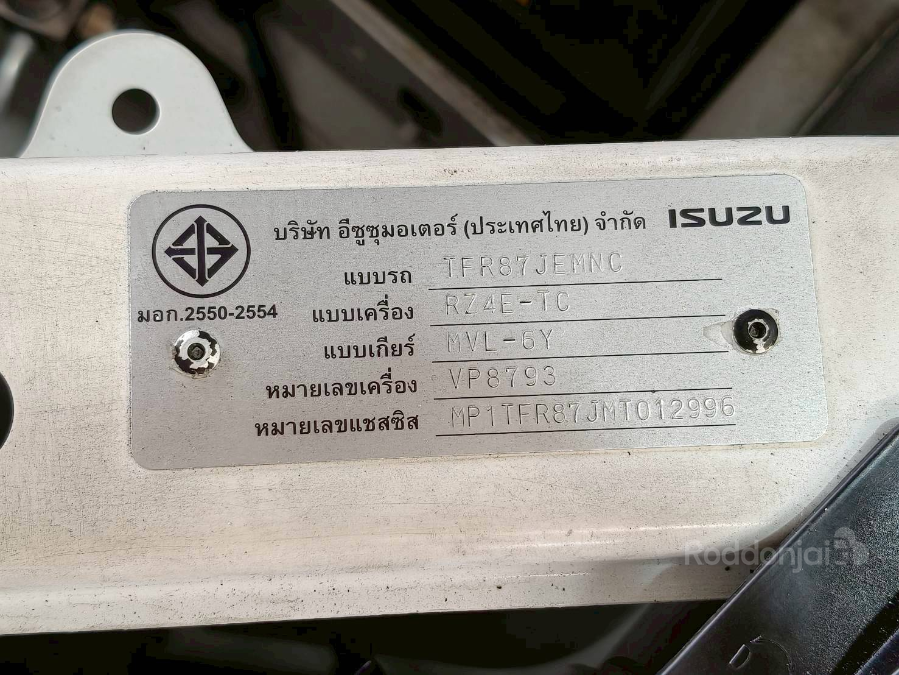 บริษัท อีซูซุมอเตอร์ (ประเทศไทย) จำกัด ISUZU
มอก.2550-2554
แบบรถ TFR87JEMNC
แบบเครื่อง RZ4E-TC
แบบเกียร์ MVL-6Y
หมายเลขเครื่อง VP8793
หมายเลขแชสซิส MP1TFR87JMT012996
Roddonjai